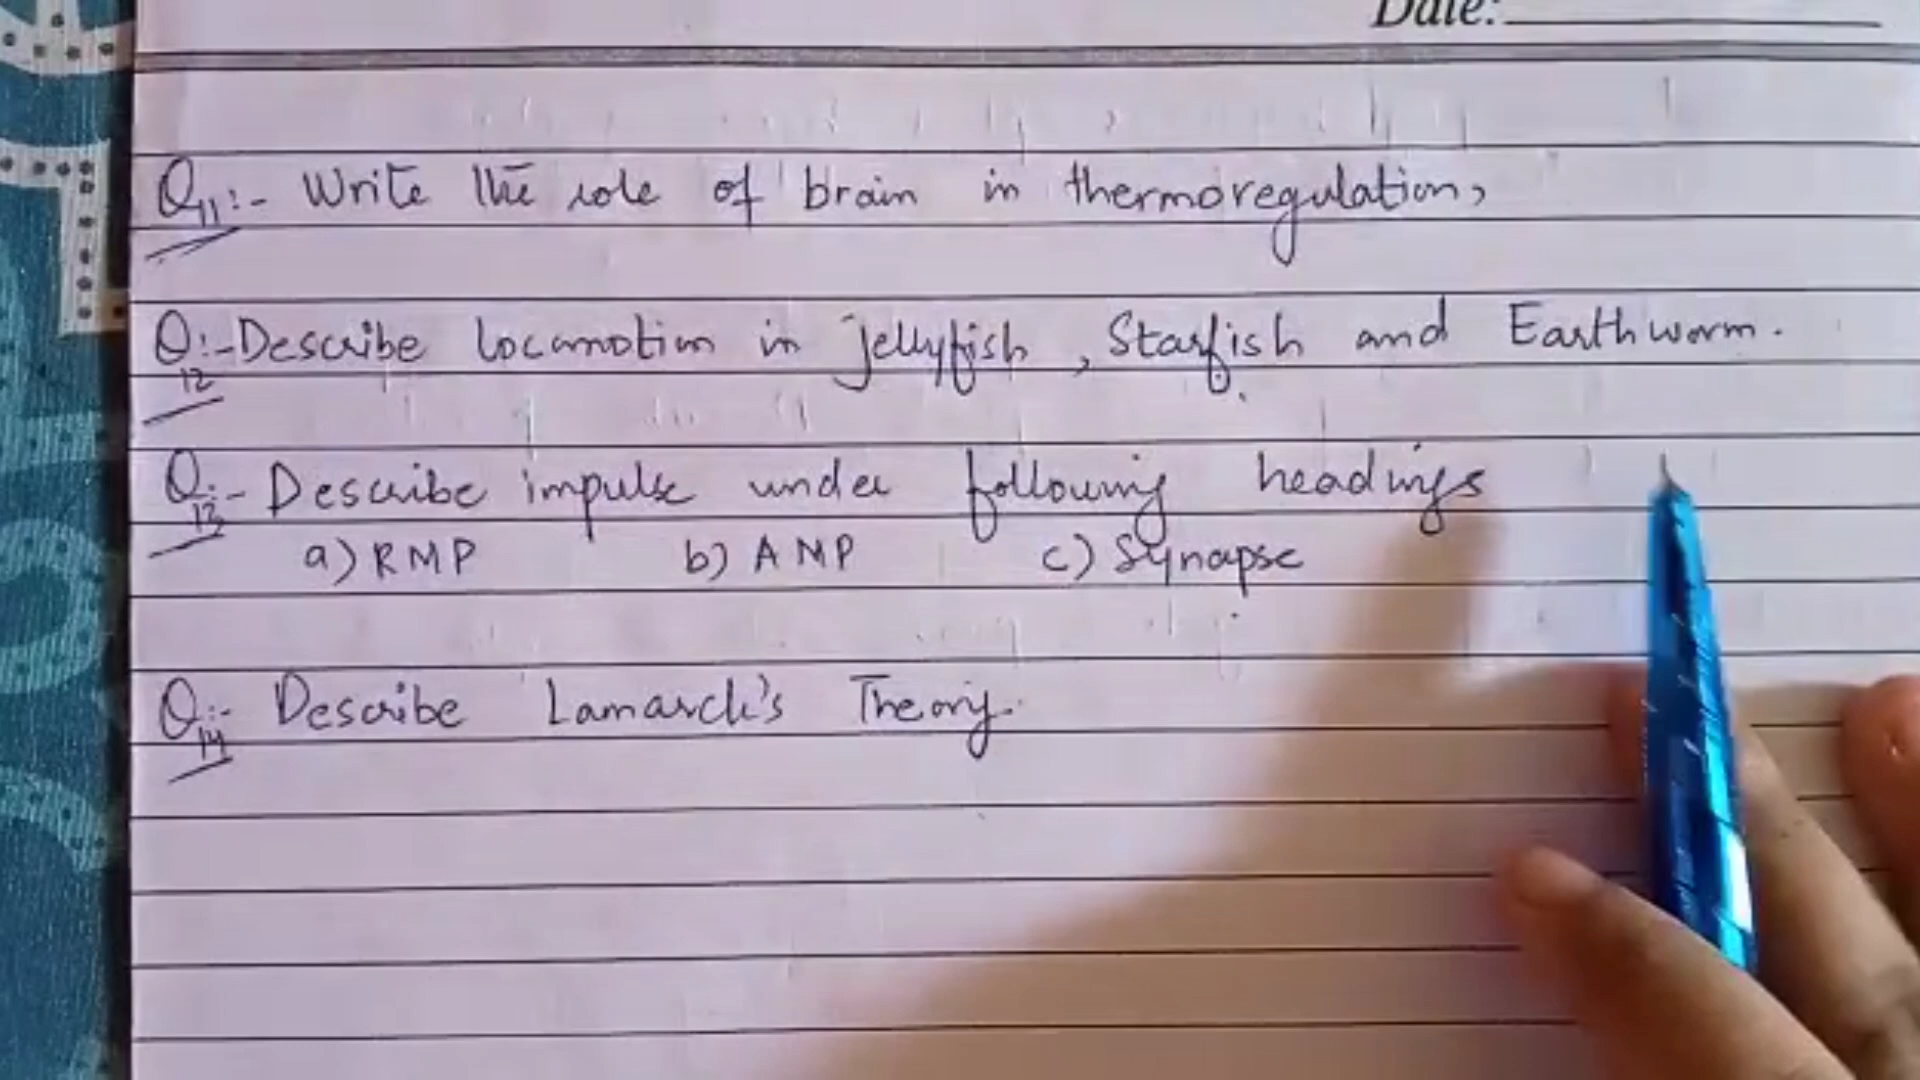 Date:
Q11:- Write the role of brain in thermoregulation,
Q12:- Describe locomotion in jellyfish, Starfish and Earthworm.
Q13:- Describe impulse under following headings
a) RMP b) AMP c) Synapse
Q14:- Describe Lamarck's Theory.